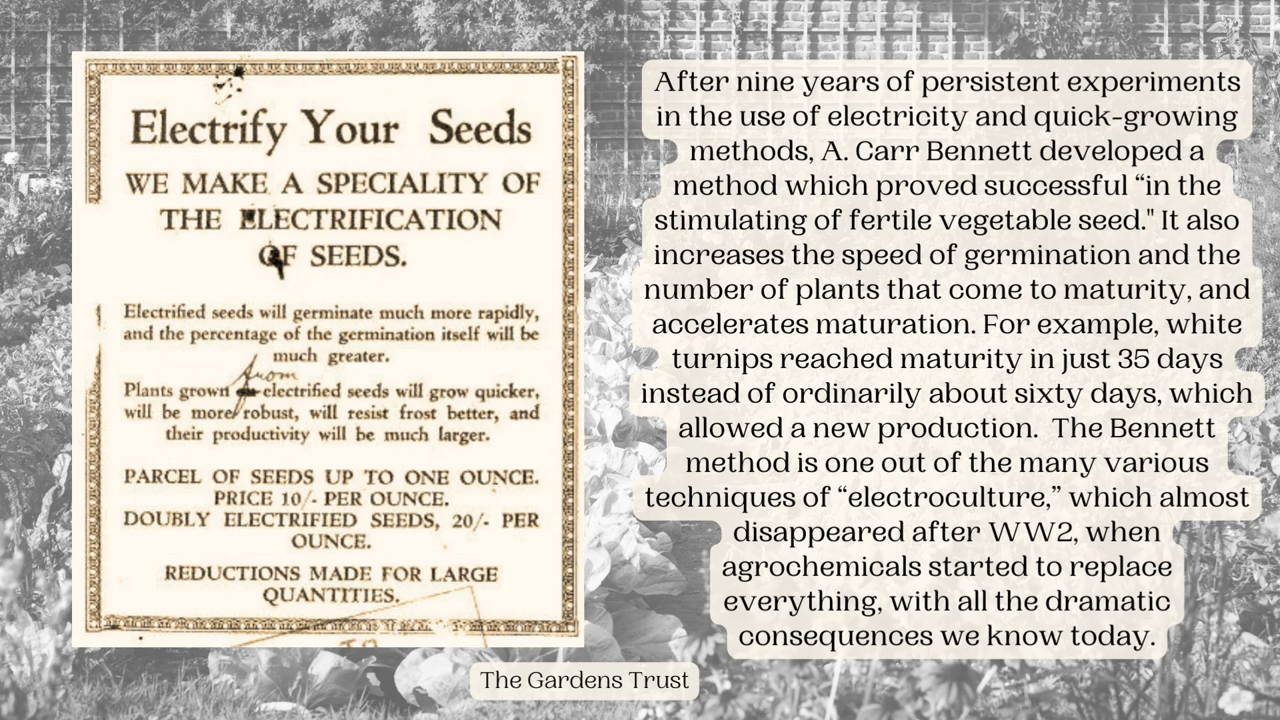 Electrify Your Seeds
WE MAKE A SPECIALITY OF
THE ELECTRIFICATION
OF SEEDS.
Electrified seeds will germinate much more rapidly,
and the percentage of the germination itself will be
much greater.
from
Plants grown electrified seeds will grow quicker,
will be more robust, will resist frost better, and
their productivity will be much larger.
PARCEL OF SEEDS UP TO ONE OUNCE.
PRICE 10/- PER OUNCE.
DOUBLY ELECTRIFIED SEEDS, 20/- PER
OUNCE.
REDUCTIONS MADE FOR LARGE
QUANTITIES.
After nine years of persistent experiments
in the use of electricity and quick-growing
methods, A. Carr Bennett developed a
method which proved successful “in the
stimulating of fertile vegetable seed." It also
increases the speed of germination and the
number of plants that come to maturity, and
accelerates maturation. For example, white
turnips reached maturity in just 35 days
instead of ordinarily about sixty days, which
allowed a new production. The Bennett
method is one out of the many various
techniques of “electroculture,” which almost
disappeared after WW2, when
agrochemicals started to replace
everything, with all the dramatic
consequences we know today.
The Gardens Trust